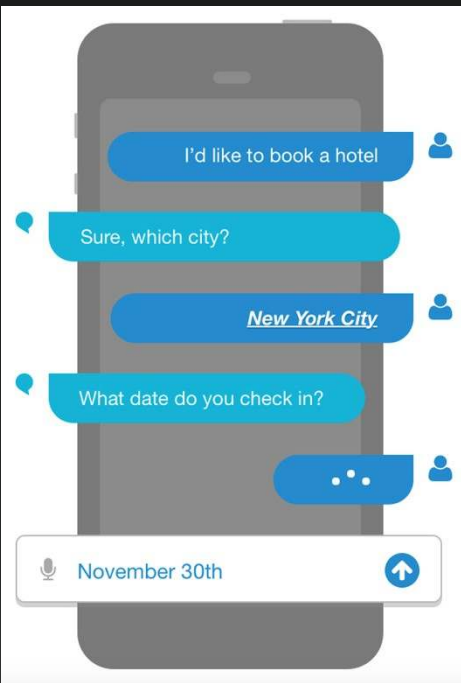 I'd like to book a hotel
Sure, which city?
New York City
What date do you check in?
November 30th